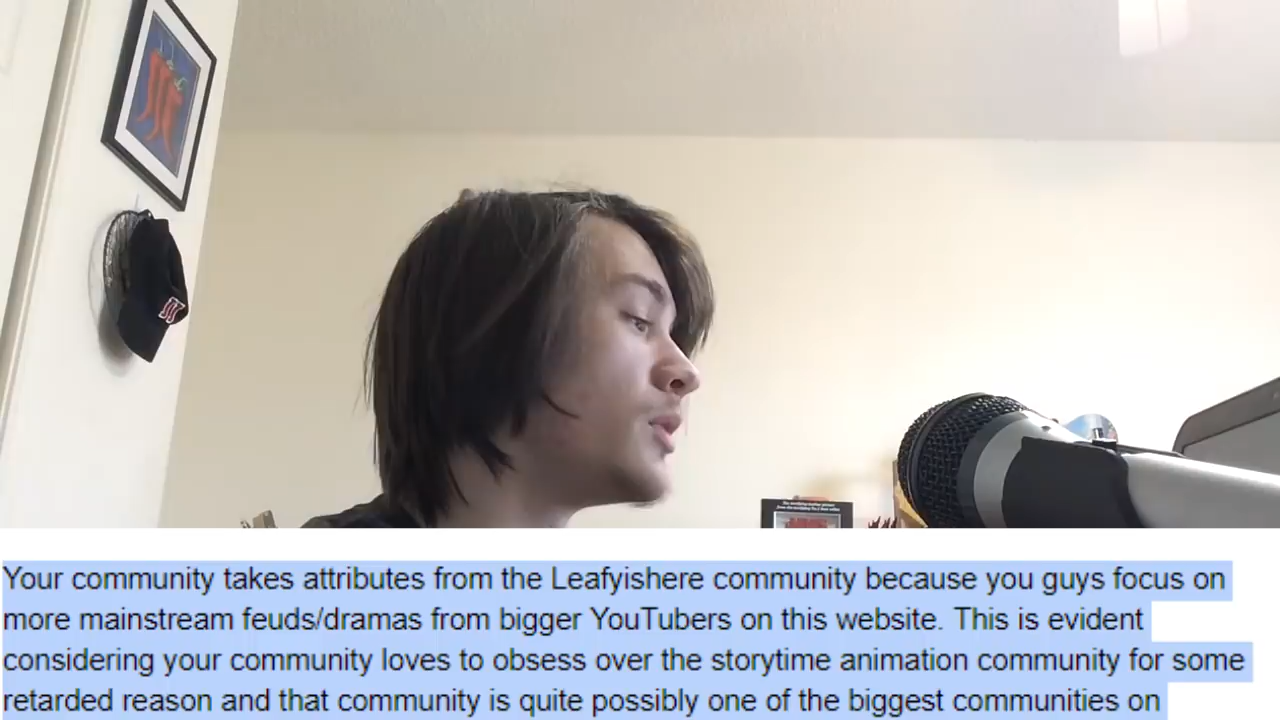 Your community takes attributes from the Leafyishere community because you guys focus on
more mainstream feuds/dramas from bigger YouTubers on this website. This is evident
considering your community loves to obsess over the storytime animation community for some
retarded reason and that community is quite possibly one of the biggest communities on